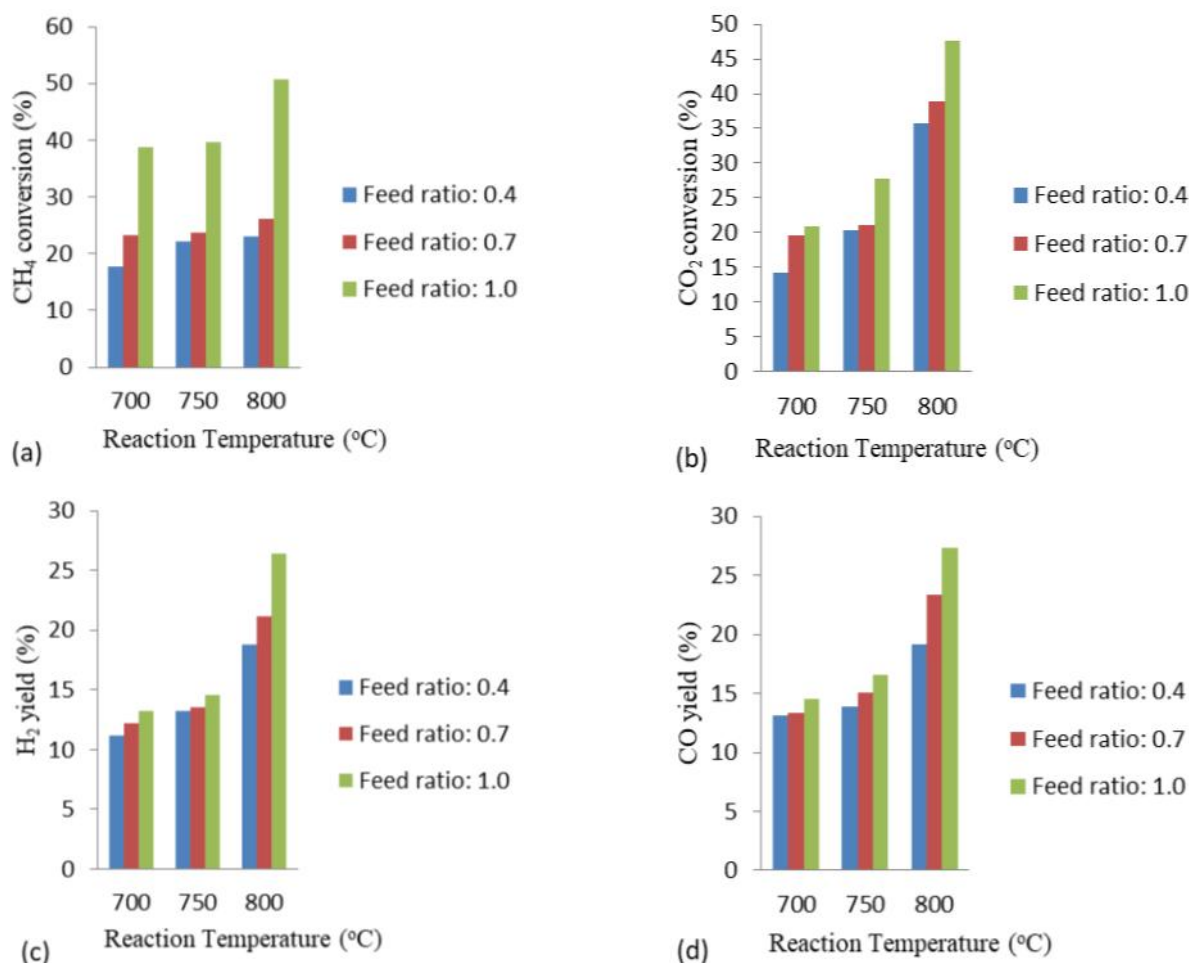 60
50
40
30
20
10
0
CH₄ conversion (%)
700 750 800
Reaction Temperature (°C)
Feed ratio: 0.4
Feed ratio: 0.7
Feed ratio: 1.0
(a)
50
45
40
35
30
25
20
15
10
5
0
CO₂ conversion (%)
700 750 800
Reaction Temperature (°C)
Feed ratio: 0.4
Feed ratio: 0.7
Feed ratio: 1.0
(b)
30
25
20
15
10
5
0
H₂ yield (%)
700 750 800
Reaction Temperature (°C)
Feed ratio: 0.4
Feed ratio: 0.7
Feed ratio: 1.0
(c)
30
25
20
15
10
5
0
CO yield (%)
700 750 800
Reaction Temperature (°C)
Feed ratio: 0.4
Feed ratio: 0.7
Feed ratio: 1.0
(d)